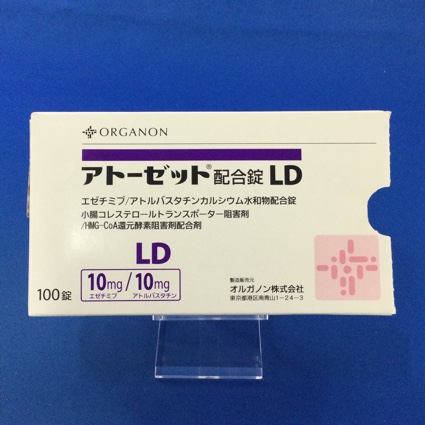 ORGANON
アトーゼット®配合錠 LD
エゼチミブ/アトルバスタチンカルシウム水和物配合錠
小腸コレステロールトランスポーター阻害剤
/HMG-CoA還元酵素阻害剤配合剤
LD
10mg/10mg
エゼチミブ アトルバスタチン
100錠
製造販売元
オルガノン株式会社
東京都港区南青山1-24-3